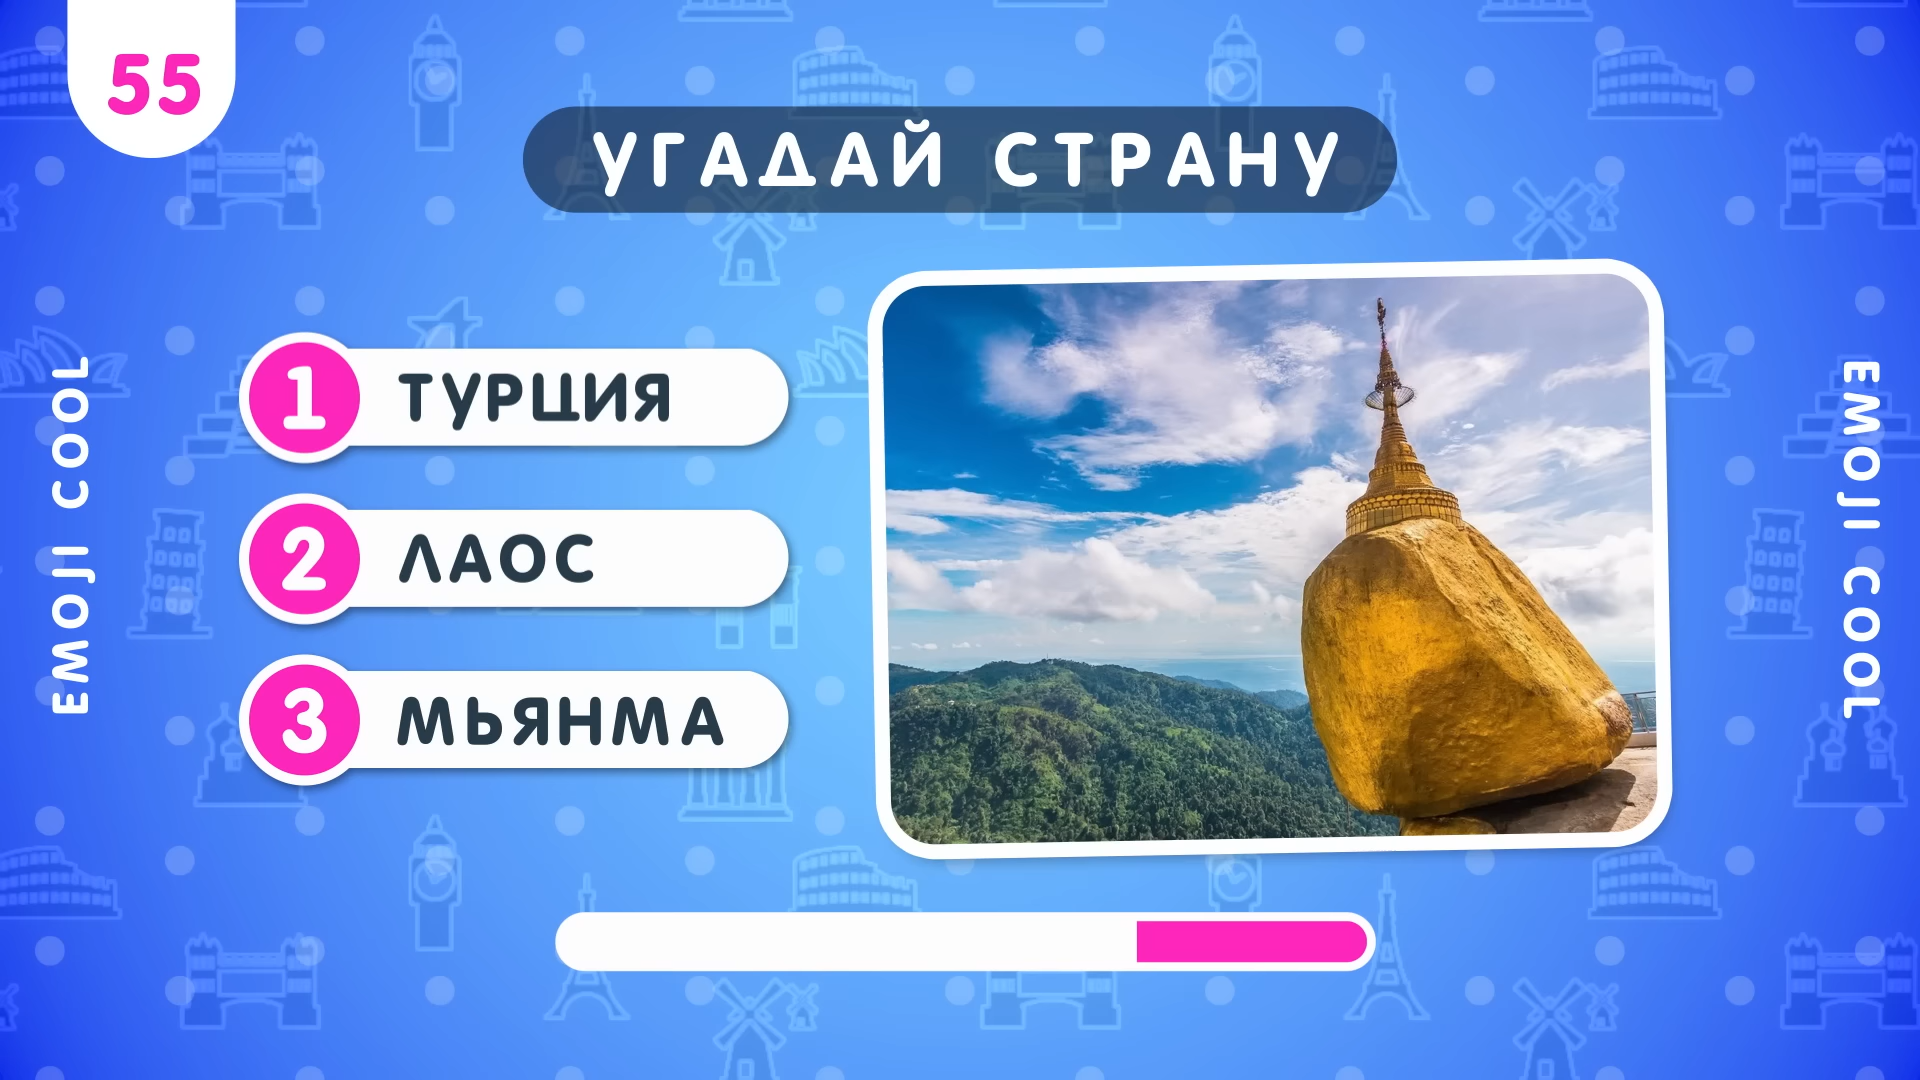 55
УГАДАЙ СТРАНУ
EMOJI COOL
1 ТУРЦИЯ
2 ЛАОС
3 МЬЯНМА
EMOJI COOL